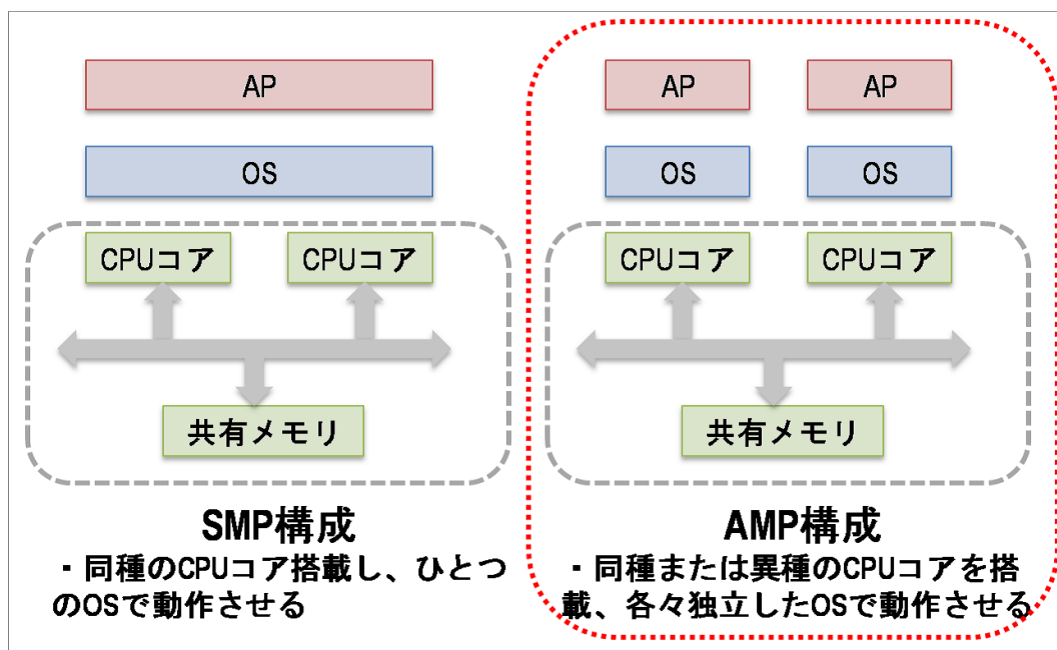 AP
OS
CPUコア
CPUコア
共有メモリ
SMP構成
・同種のCPUコア搭載し、ひとつ
のOSで動作させる
AP
AP
OS
OS
CPUコア
CPUコア
共有メモリ
AMP構成
・同種または異種のCPUコアを搭
載、各々独立したOSで動作させる